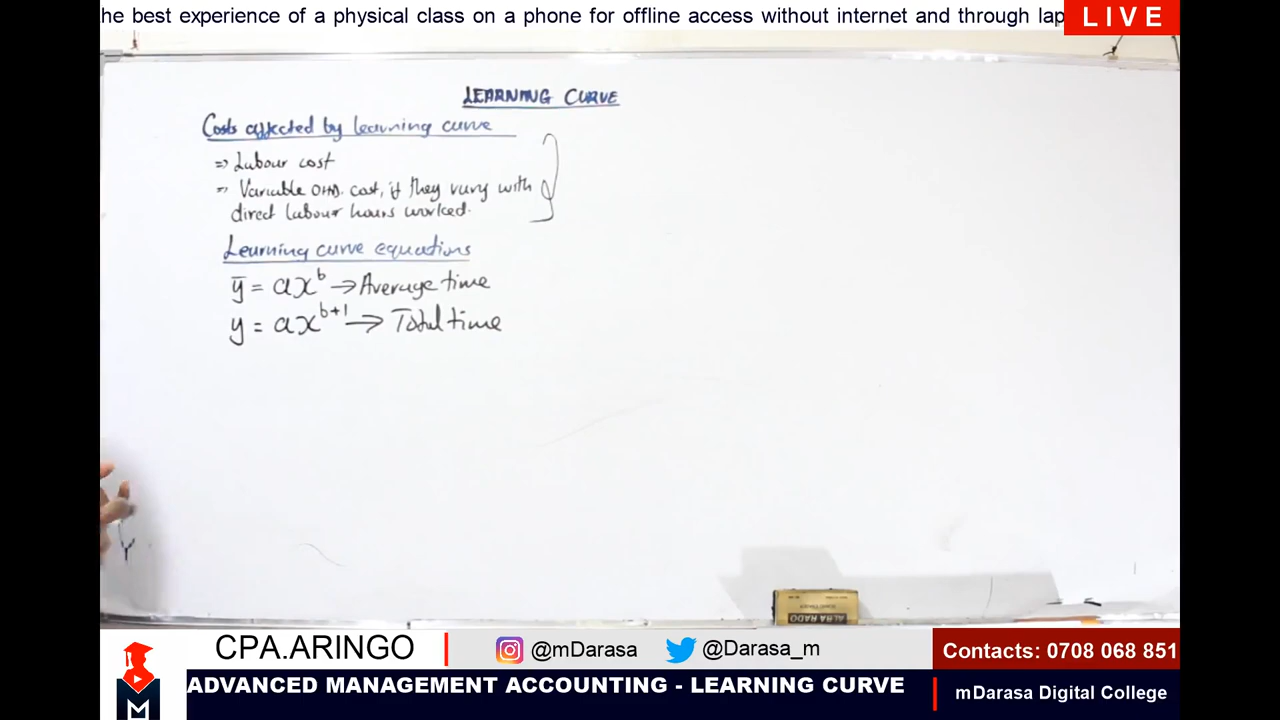 he best experience of a physical class on a phone for offline access without internet and through lap
LIVE
LEARNING CURVE
Costs affected by learning curve
=> Labour cost
=> Variable OHD. cost, if they vary with
direct labour hours worked.
Learning curve equations
ȳ = ax^b → Average time
y = ax^b+1 → Total time
Y
CPA.ARINGO
@mDarasa
@Darasa_m
Contacts: 0708 068 851
ADVANCED MANAGEMENT ACCOUNTING - LEARNING CURVE
mDarasa Digital College
M